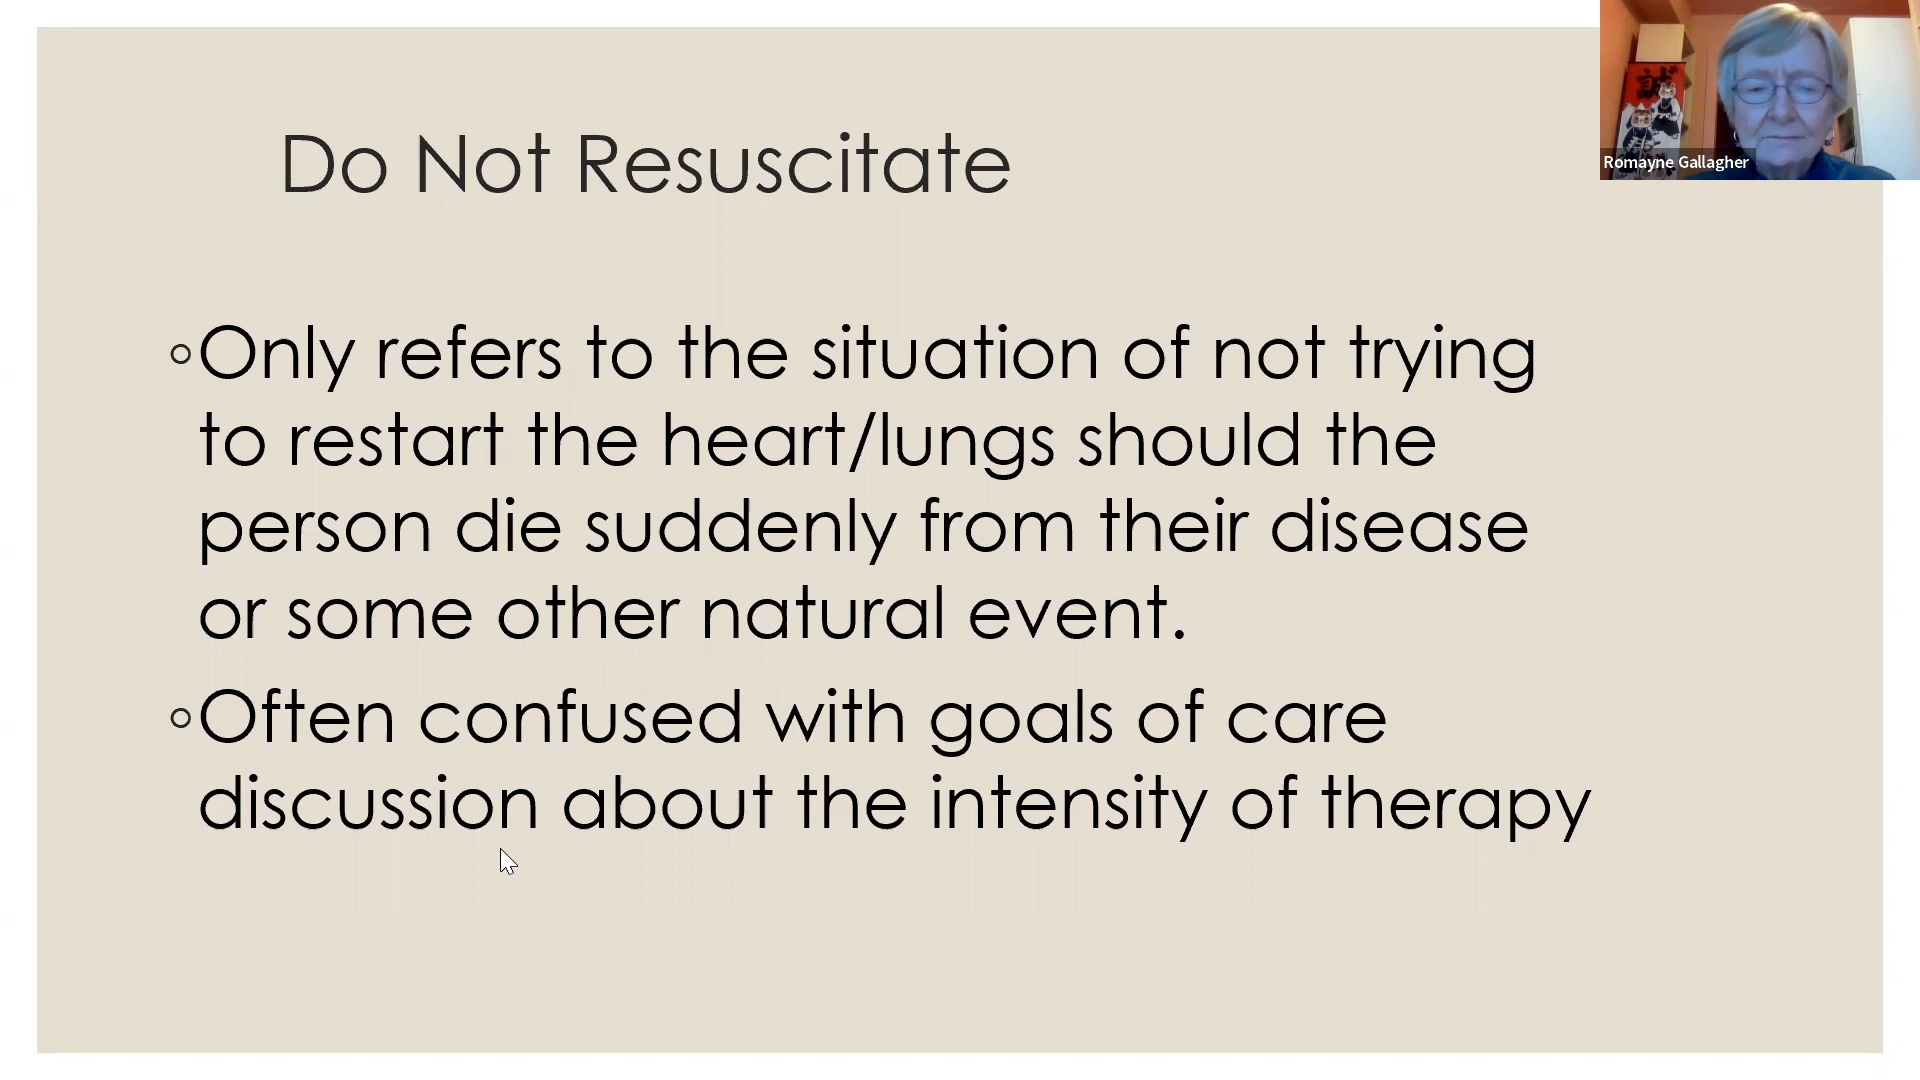 Do Not Resuscitate
◦Only refers to the situation of not trying
to restart the heart/lungs should the
person die suddenly from their disease
or some other natural event.
◦Often confused with goals of care
discussion about the intensity of therapy
誠
Romayne Gallagher